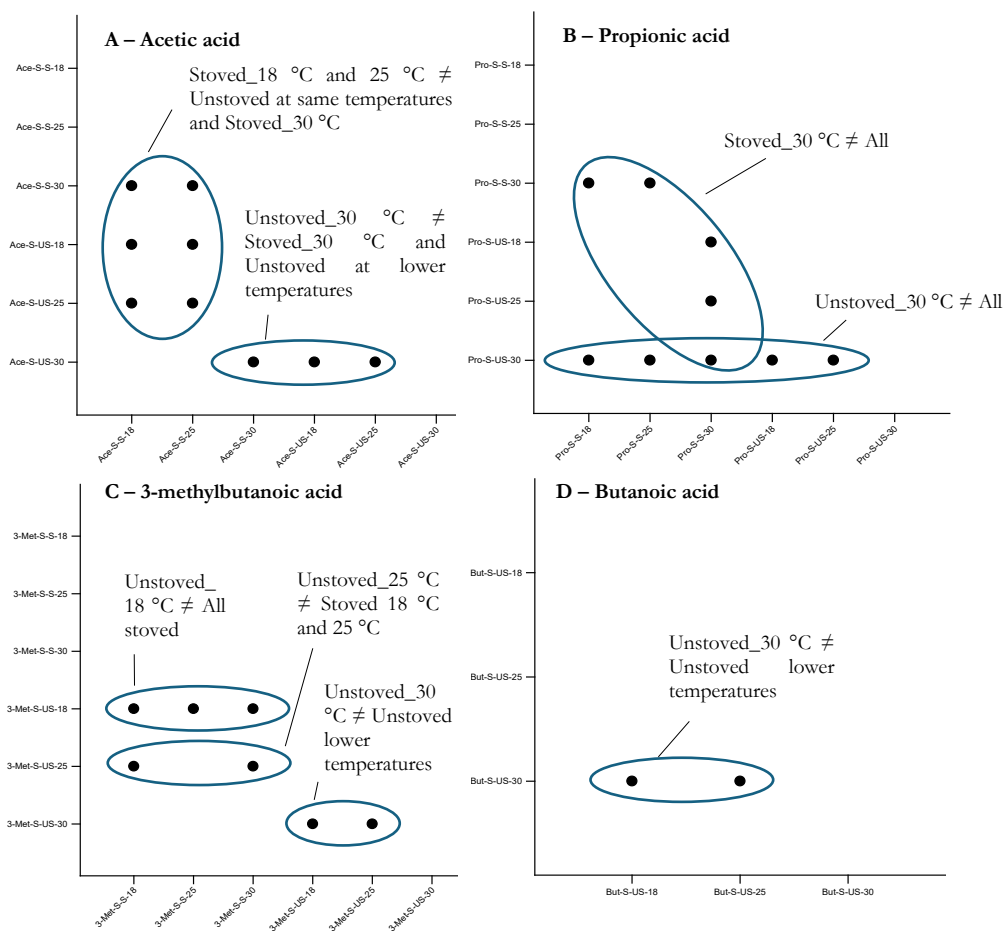 A – Acetic acid
Stoved_18 °C and 25 °C ≠
Unstoved at same temperatures
and Stoved_30 °C
Unstoved_30 °C ≠
Stoved_30 °C and
Unstoved at lower
temperatures
Ace-S-S-18
Ace-S-S-25
Ace-S-S-30
Ace-S-US-18
Ace-S-US-25
Ace-S-US-30
Ace-S-S-18
Ace-S-S-25
Ace-S-S-30
Ace-S-US-18
Ace-S-US-25
Ace-S-US-30
B – Propionic acid
Stoved_30 °C ≠ All
Unstoved_30 °C ≠ All
Pro-S-S-18
Pro-S-S-25
Pro-S-S-30
Pro-S-US-18
Pro-S-US-25
Pro-S-US-30
Pro-S-S-18
Pro-S-S-25
Pro-S-S-30
Pro-S-US-18
Pro-S-US-25
Pro-S-US-30
C – 3-methylbutanoic acid
Unstoved_
18 °C ≠ All
stoved
Unstoved_25 °C
≠ Stoved 18 °C
and 25 °C
Unstoved_30
°C ≠ Unstoved
lower
temperatures
3-Met-S-S-18
3-Met-S-S-25
3-Met-S-S-30
3-Met-S-US-18
3-Met-S-US-25
3-Met-S-US-30
3-Met-S-S-18
3-Met-S-S-25
3-Met-S-S-30
3-Met-S-US-18
3-Met-S-US-25
3-Met-S-US-30
D – Butanoic acid
Unstoved_30 °C ≠
Unstoved lower
temperatures
But-S-US-18
But-S-US-25
But-S-US-30
But-S-US-18
But-S-US-25
But-S-US-30